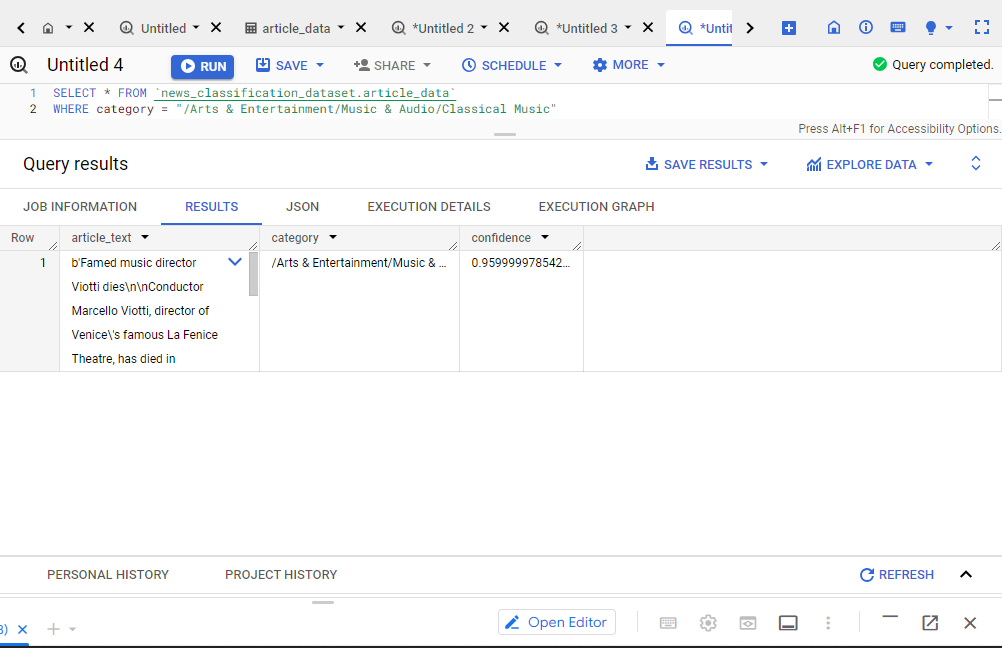 Untitled
article_data
*Untitled 2
*Untitled 3
*Untit
Untitled 4
RUN
SAVE
SHARE
SCHEDULE
MORE
Query completed.
1 SELECT * FROM `news_classification_dataset.article_data`
2 WHERE category = "/Arts & Entertainment/Music & Audio/Classical Music"
Press Alt+F1 for Accessibility Options.
Query results
SAVE RESULTS
EXPLORE DATA
JOB INFORMATION
RESULTS
JSON
EXECUTION DETAILS
EXECUTION GRAPH
Row
article_text
category
confidence
1
b'Famed music director
Viotti dies\n\nConductor
Marcello Viotti, director of
Venice\'s famous La Fenice
Theatre, has died in
/Arts & Entertainment/Music & ...
0.959999978542...
PERSONAL HISTORY
PROJECT HISTORY
REFRESH
Open Editor